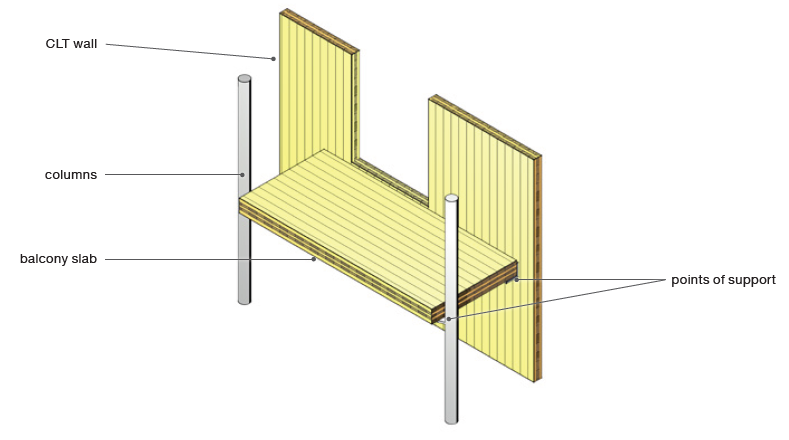 CLT wall
columns
balcony slab
points of support